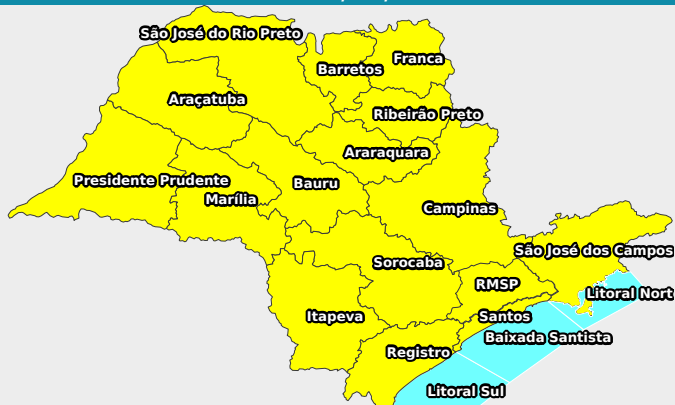 São José do Rio Preto
Franca
Barretos
Araçatuba
Ribeirão Preto
Araraquara
Presidente Prudente
Bauru
Marília
Campinas
São José dos Campos
Sorocaba
RMSP
Litoral Nort
Itapeva
Santos
Baixada Santista
Registro
Litoral Sul